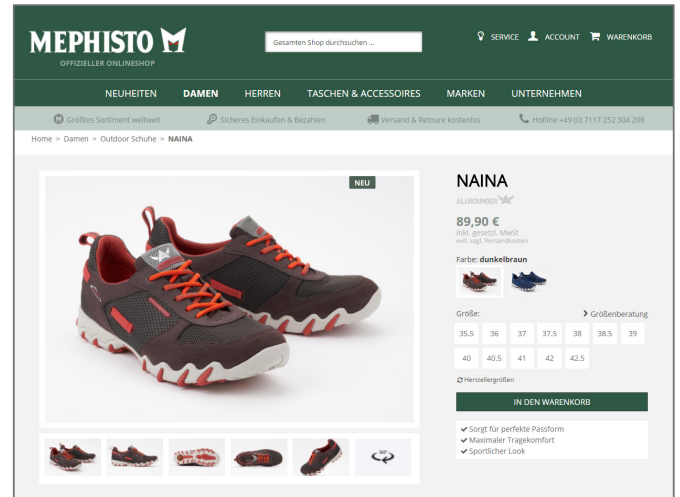 MEPHISTO
OFFIZIELLER ONLINESHOP
Gesamten Shop durchsuchen ...
SERVICE ACCOUNT WARENKORB
NEUHEITEN DAMEN HERREN TASCHEN & ACCESSOIRES MARKEN UNTERNEHMEN
Größtes Sortiment weltweit Sicheres Einkaufen & Bezahlen Versand & Retoure kostenlos Hotline +49 (0) 7117 252 304 208
Home > Damen > Outdoor Schuhe > NAINA
NEU
NAINA
ALLROUNDER
89,90 €
inkl. gesetzl. MwSt
evtl. zzgl. Versandkosten
Farbe: dunkelbraun
Größe: Größenberatung
35.5 36 37 37.5 38 38.5 39
40 40.5 41 42 42.5
Herstellergrößen
IN DEN WARENKORB
Sorgt für perfekte Passform
Maximaler Tragekomfort
Sportlicher Look